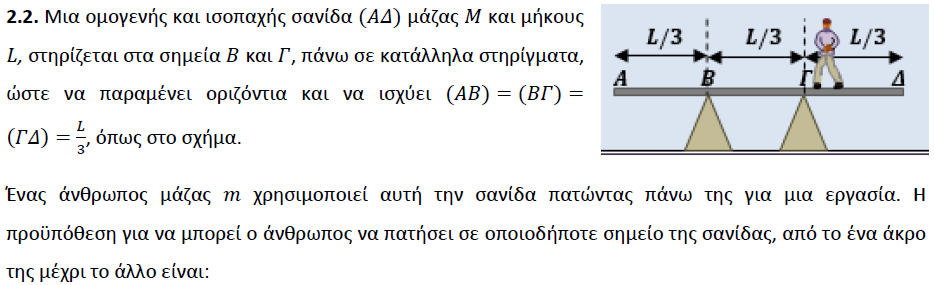 2.2. Μια ομογενής και ισοπαχής σανίδα (ΑΔ) μάζας M και μήκους
L, στηρίζεται στα σημεία B και Γ, πάνω σε κατάλληλα στηρίγματα,
ώστε να παραμένει οριζόντια και να ισχύει (AB) = (BΓ) =
(ΓΔ) = L/3, όπως στο σχήμα.
L/3 L/3 L/3
A B Γ Δ
Ένας άνθρωπος μάζας m χρησιμοποιεί αυτή την σανίδα πατώντας πάνω της για μια εργασία. Η
προϋπόθεση για να μπορεί ο άνθρωπος να πατήσει σε οποιοδήποτε σημείο της σανίδας, από το ένα άκρο
της μέχρι το άλλο είναι: